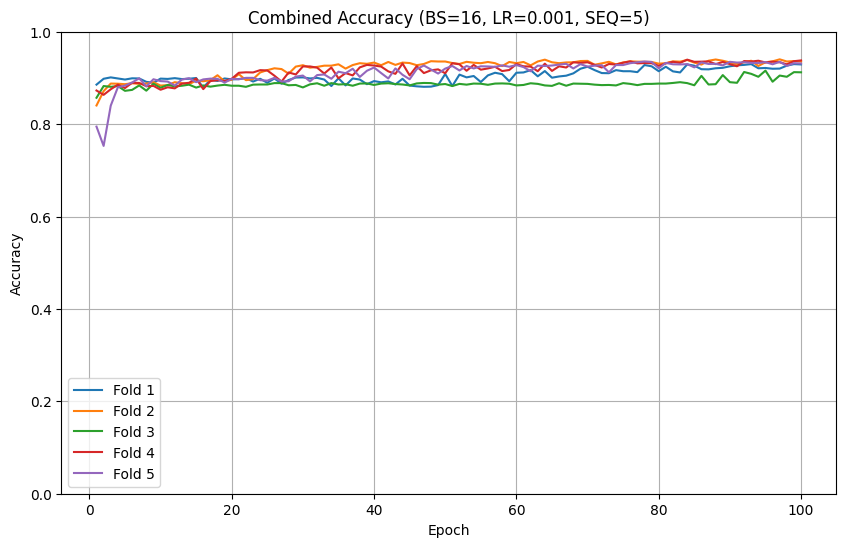 Combined Accuracy (BS=16, LR=0.001, SEQ=5)
1.0
0.8
0.6
0.4
0.2
0.0
Accuracy
Fold 1
Fold 2
Fold 3
Fold 4
Fold 5
0 20 40 60 80 100
Epoch